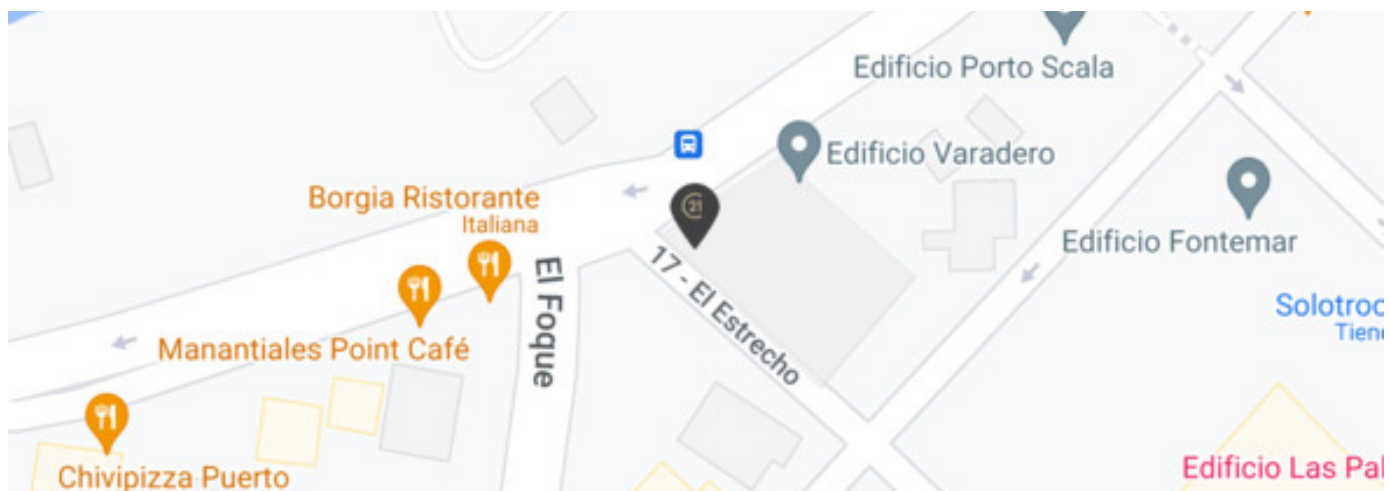 Edificio Porto Scala
Edificio Varadero
Borgia Ristorante
Italiana
21
Edificio Fontemar
17 - El Estrecho
El Foque
Manantiales Point Café
Chivipizza Puerto
Edificio Las Pal